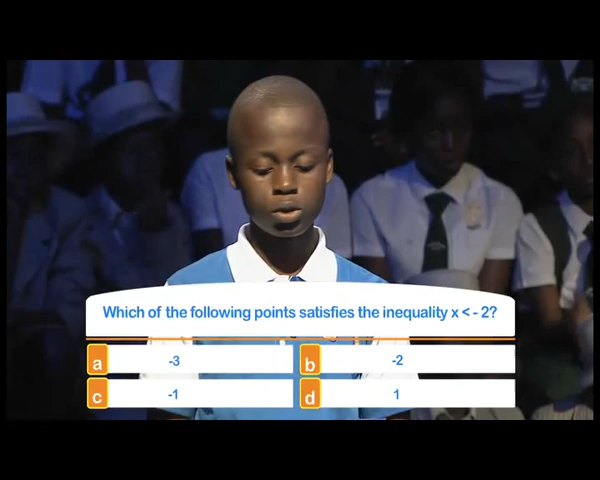 Which of the following points satisfies the inequality x < - 2?
a -3
b -2
c -1
d 1